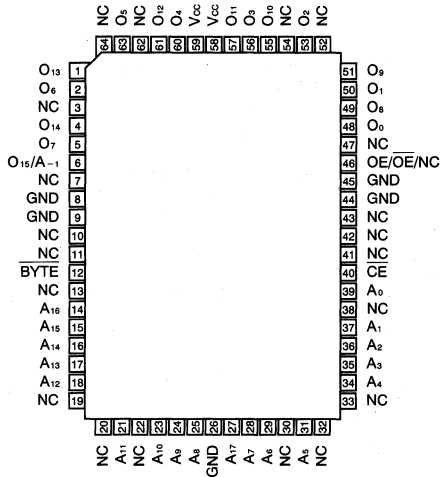 NC O5 NC O12 O4 VCC VCC O11 O3 O10 NC O2 NC
64 63 62 61 60 59 58 57 56 55 54 53 52
O13 1 51 O9
O6 2 50 O1
NC 3 49 O8
O14 4 48 O0
O7 5 47 NC
O15/A−1 6 46 OE/O̅E̅/NC
NC 7 45 GND
GND 8 44 GND
GND 9 43 NC
NC 10 42 NC
NC 11 41 NC
B̅Y̅T̅E̅ 12 40 C̅E̅
NC 13 39 A0
A16 14 38 NC
A15 15 37 A1
A14 16 36 A2
A13 17 35 A3
A12 18 34 A4
NC 19 33 NC
20 21 22 23 24 25 26 27 28 29 30 31 32
NC A11 NC A10 A9 A8 GND A17 A7 A6 NC A5 NC